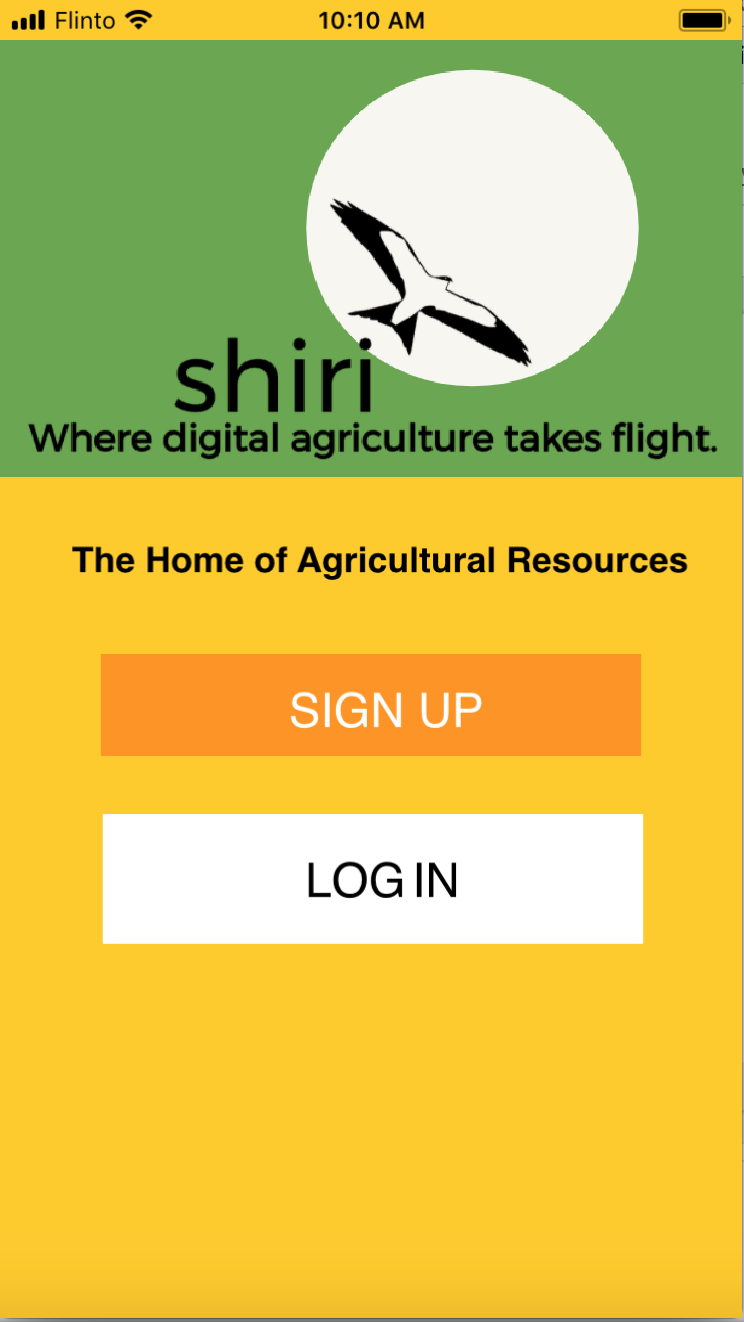 Flinto 10:10 AM
shiri
Where digital agriculture takes flight.
The Home of Agricultural Resources
SIGN UP
LOG IN